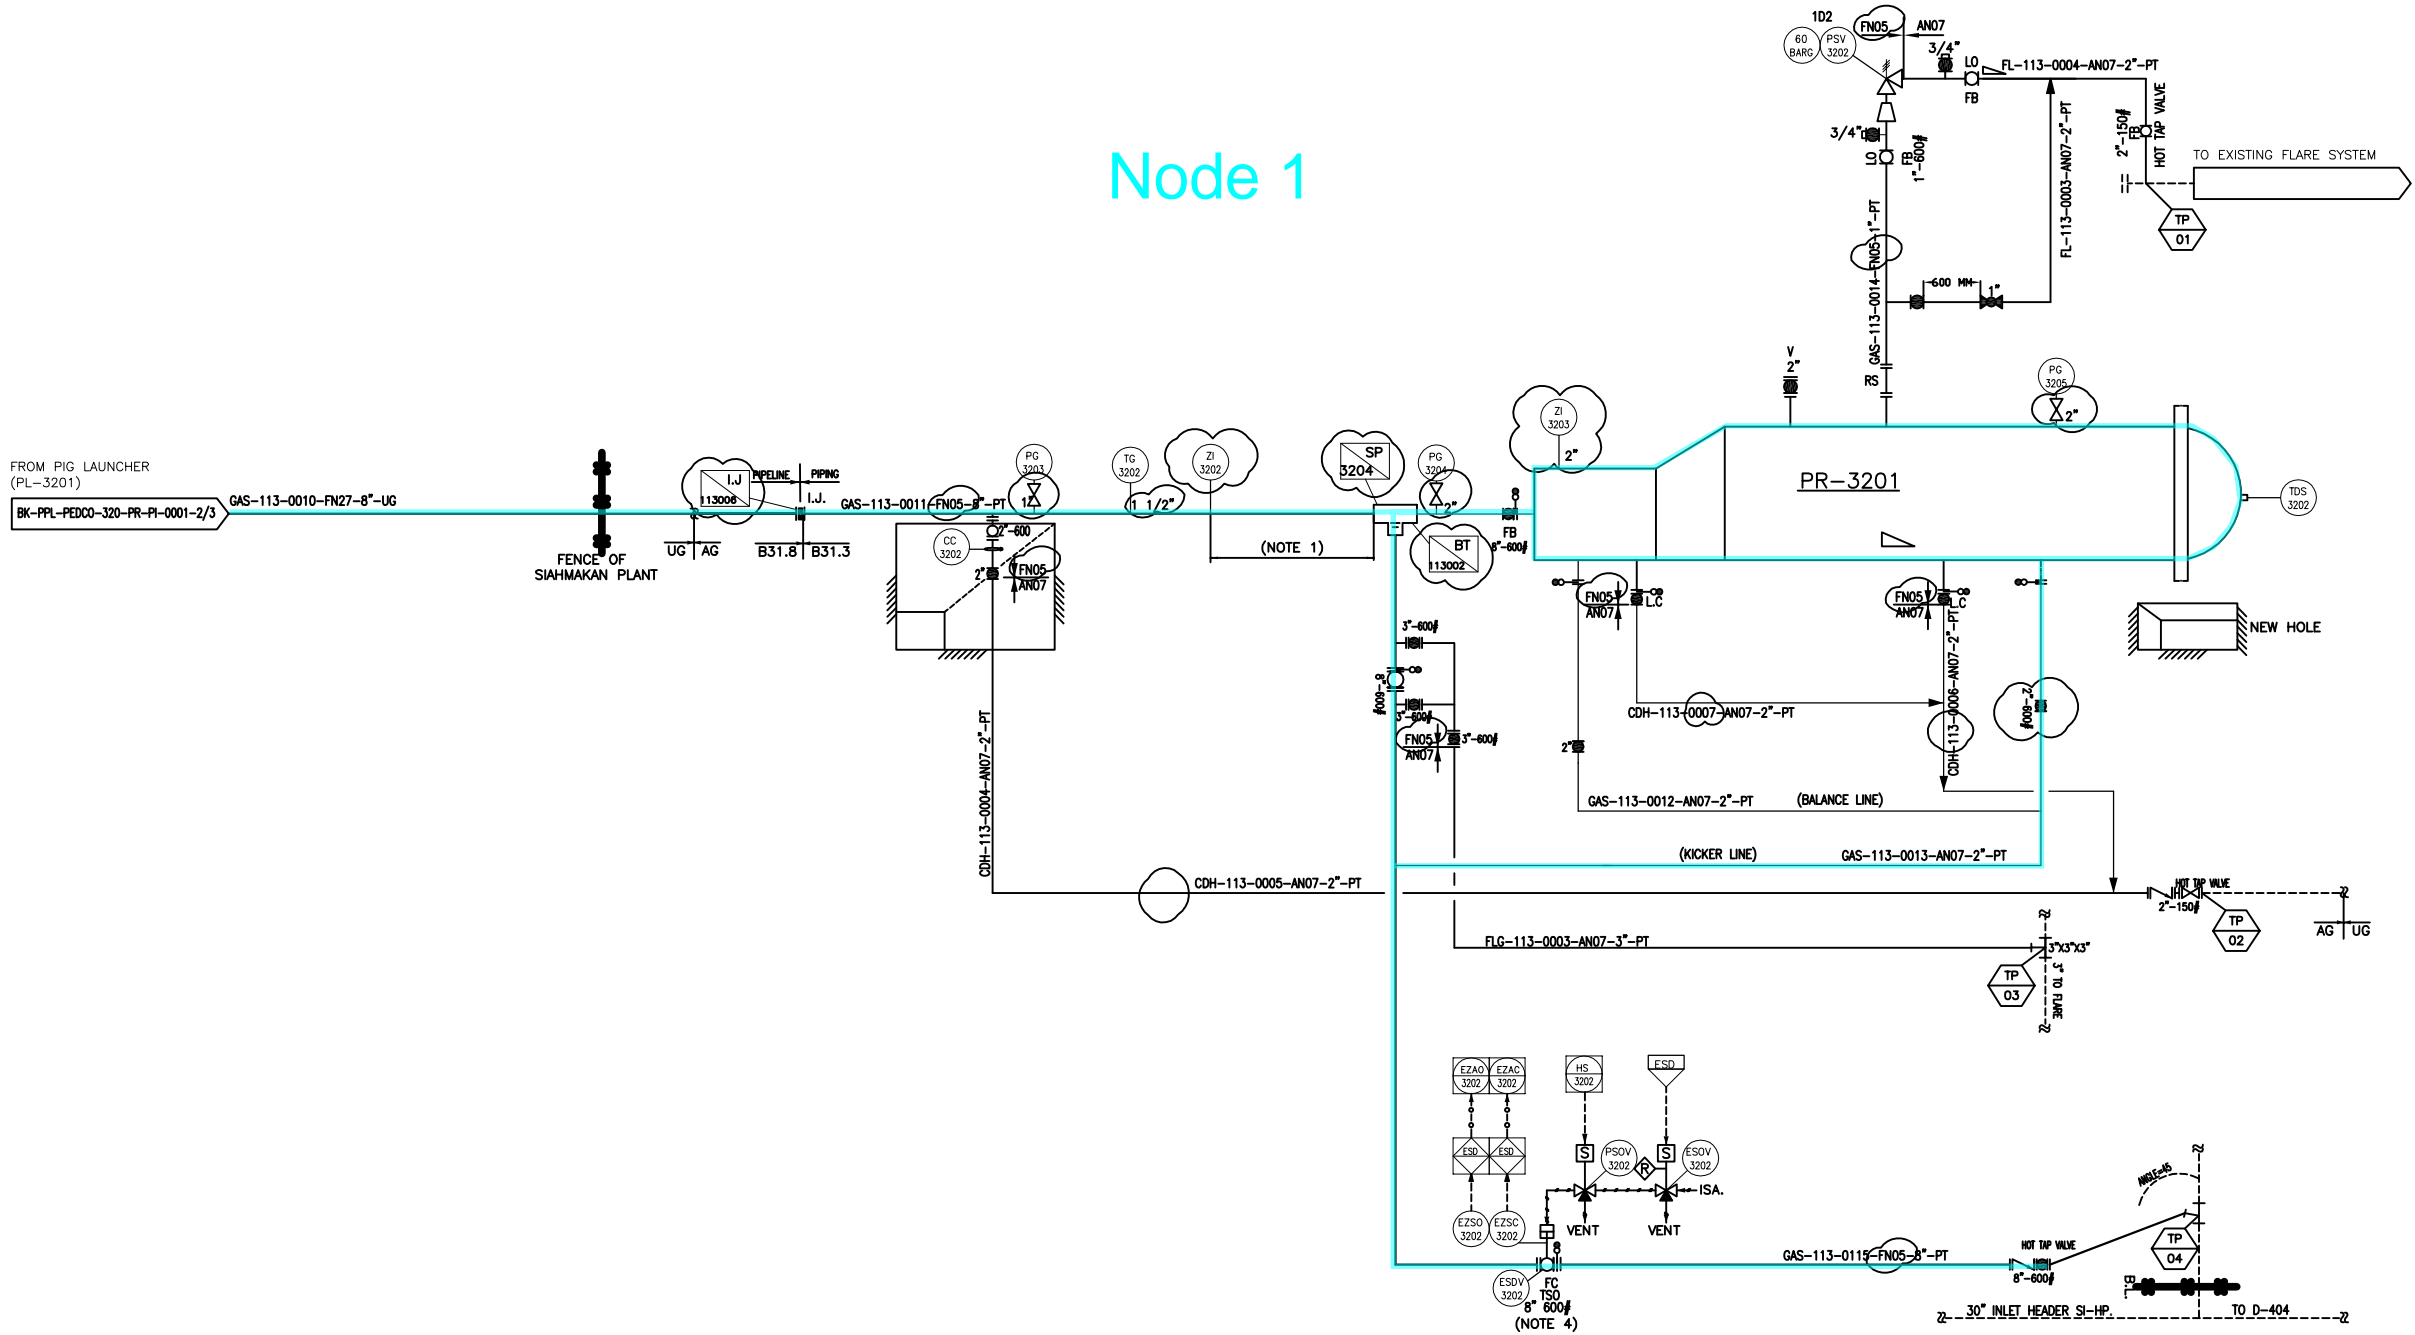 Node 1
1D2
60
BARG
PSV
3202
FN05
AN07
3/4"
LO
FB
FL-113-0004-AN07-2"-PT
3/4"
LO
FB
1"-600#
2"-150#
FB
HOT TAP VALVE
TO EXISTING FLARE SYSTEM
TP
01
FL-113-0003-AN07-2"-PT
GAS-113-0014-FN05-1"-PT
600 MM
1"
RS
V
2"
PG
3205
2"
FROM PIG LAUNCHER
(PL-3201)
BK-PPL-PEDCO-320-PR-PI-0001-2/3
GAS-113-0010-FN27-8"-UG
FENCE OF
SIAHMAKAN PLANT
I.J
113006
PIPELINE
PIPING
I.J.
UG
AG
B31.8
B31.3
GAS-113-0011-FN05-8"-PT
PG
3203
1"
TG
3202
1 1/2"
ZI
3202
(NOTE 1)
SP
3204
PG
3204
2"
BT
113002
FB
8"-600#
ZI
3203
2"
PR-3201
TDS
3202
CC
3202
2"-600
2"
FN05
AN07
FN05
AN07
L.C
FN05
AN07
L.C
NEW HOLE
3"-600#
8"-600#
3"-600#
FN05
AN07
3"-600#
2"
CDH-113-0007-AN07-2"-PT
CDH-113-0006-AN07-2"-PT
2"-600#
GAS-113-0012-AN07-2"-PT
(BALANCE LINE)
(KICKER LINE)
GAS-113-0013-AN07-2"-PT
CDH-113-0004-AN07-2"-PT
CDH-113-0005-AN07-2"-PT
HOT TAP VALVE
2"-150#
TP
02
AG
UG
FLG-113-0003-AN07-3"-PT
3"X3"X3"
TP
03
3" TO FLARE
EZAO
3202
EZAC
3202
HS
3202
ESD
ESD
ESD
S
S
PSOV
3202
R
ESOV
3202
ISA.
EZSO
3202
EZSC
3202
VENT
VENT
ESDV
3202
FC
TSO
8" 600#
(NOTE 4)
GAS-113-0115-FN05-8"-PT
HOT TAP VALVE
8"-600#
ANGLE=45
TP
04
B.L.
30" INLET HEADER SI-HP.
TO D-404